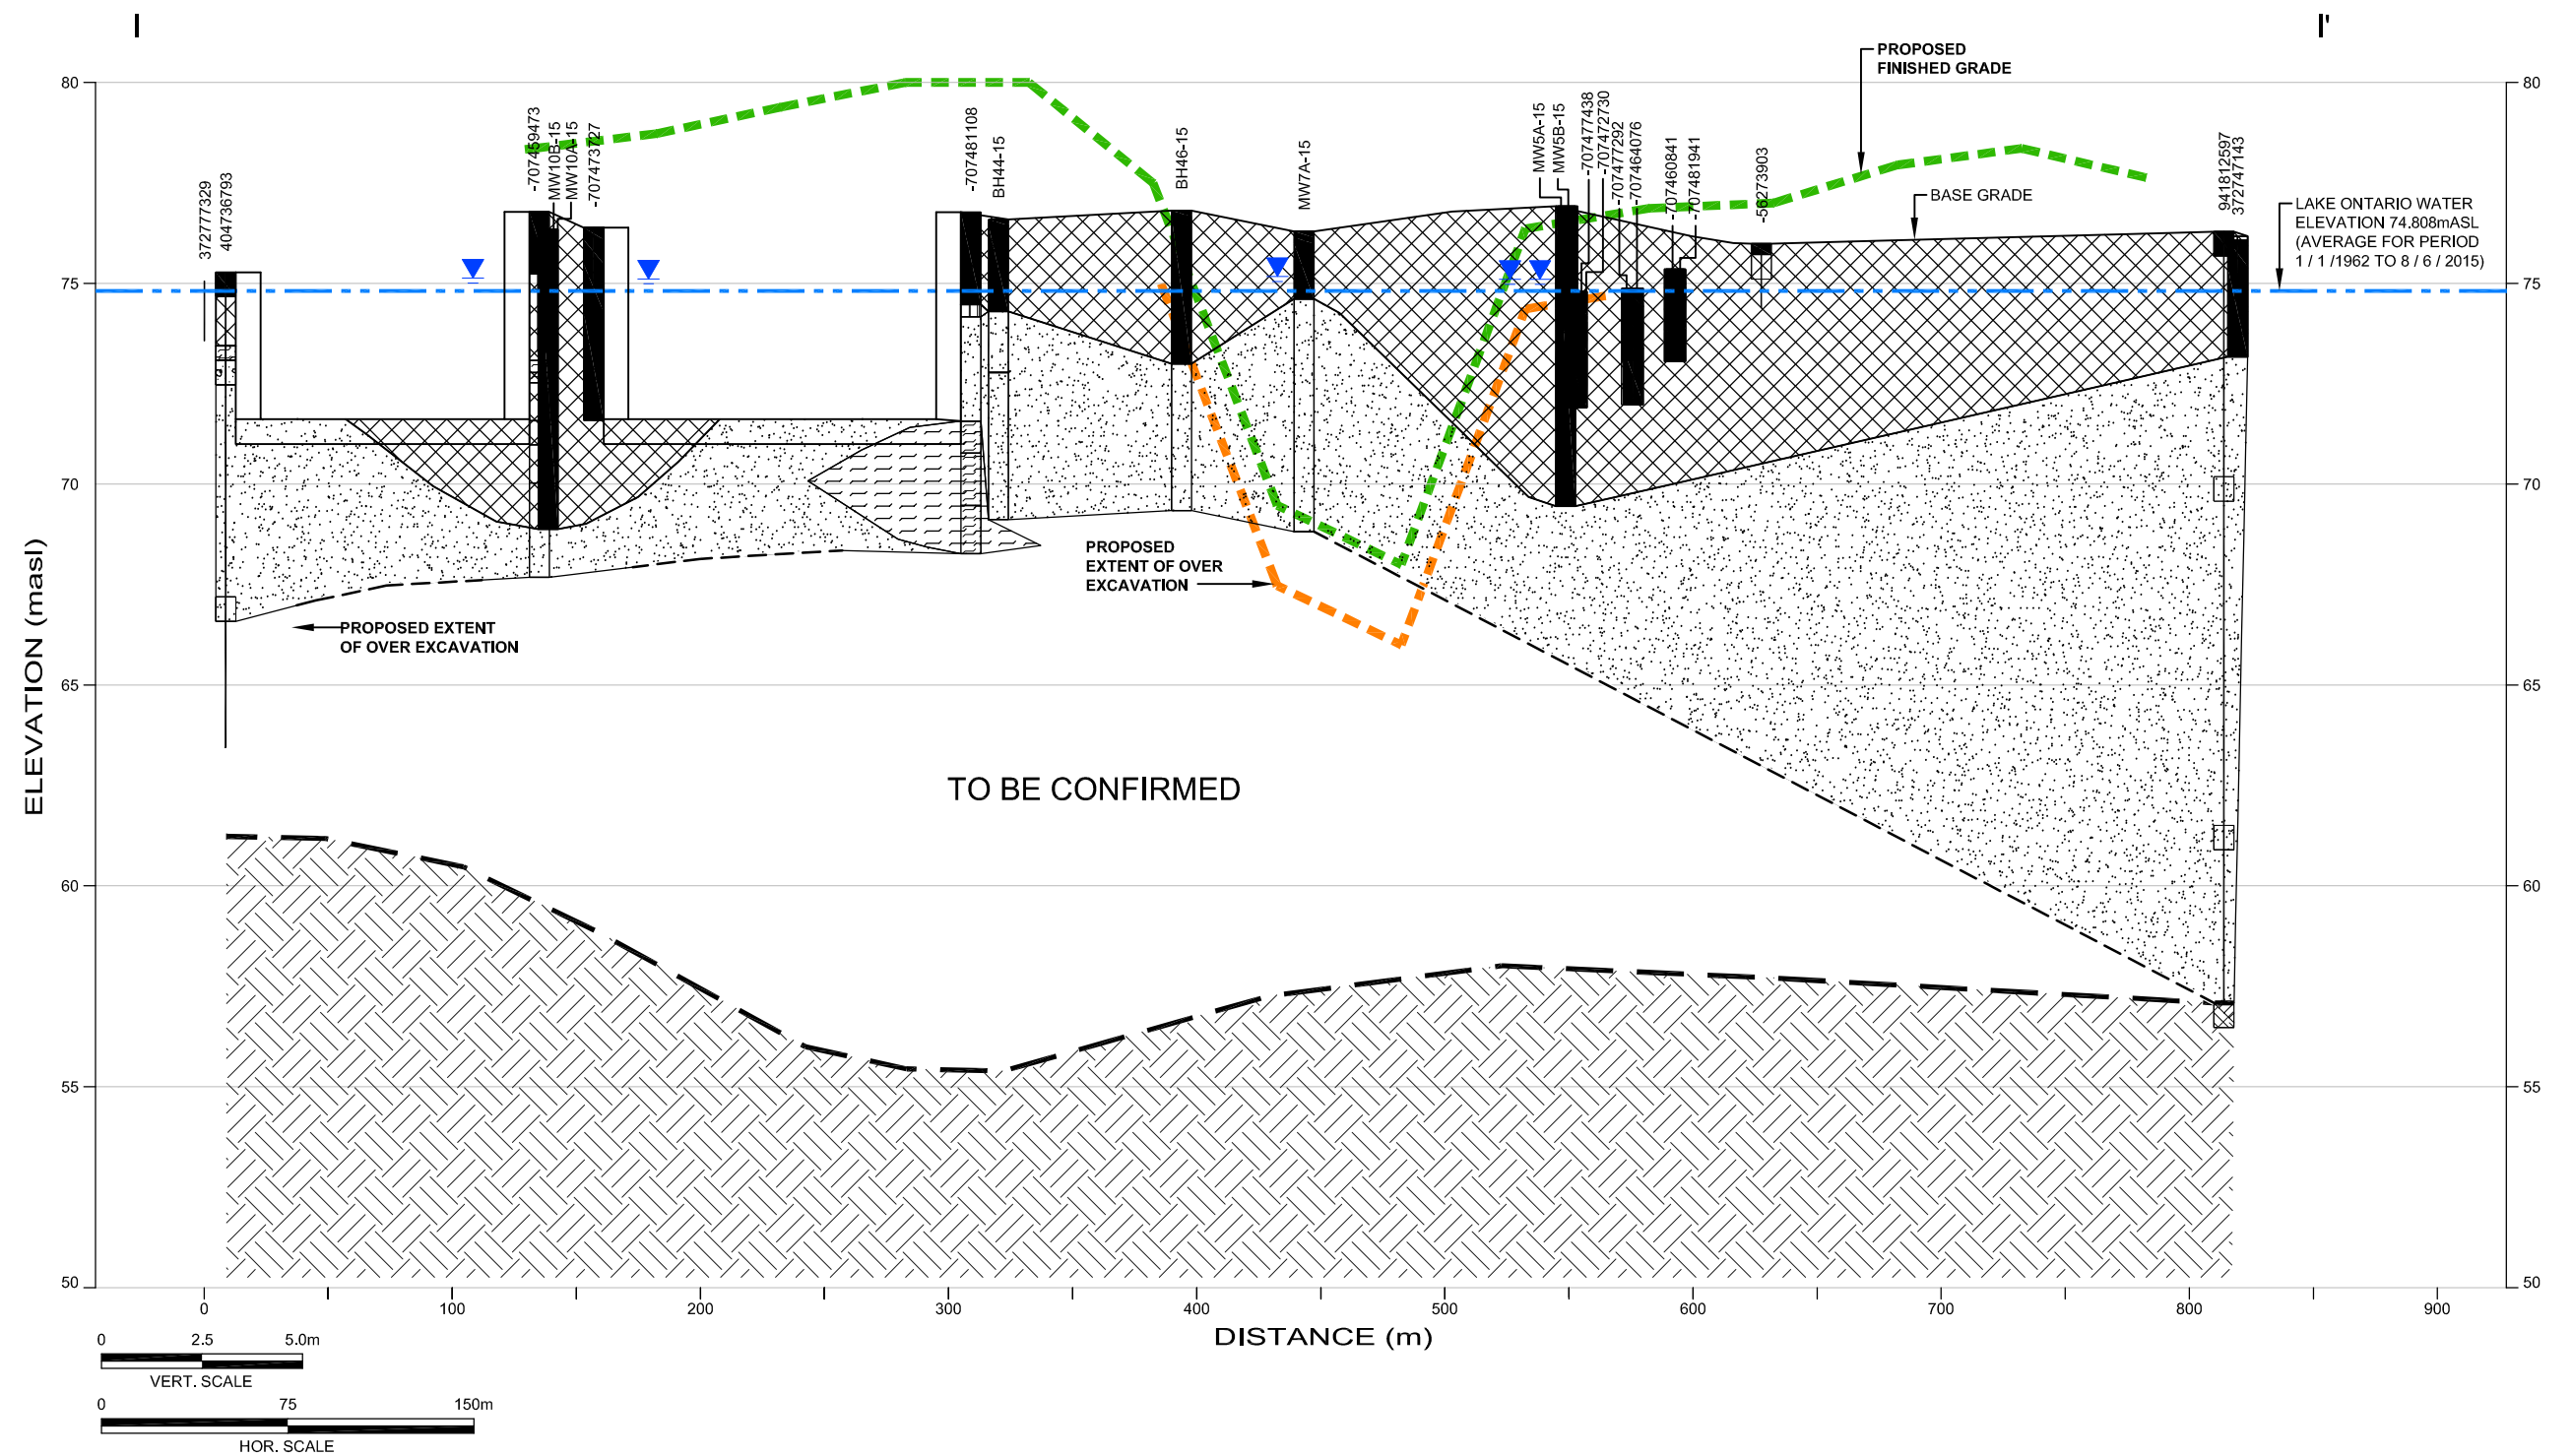 I
I'
80
75
70
65
60
55
50
ELEVATION (masl)
372777329
404736793
-707459473
MW10B-15
MW10A-15
-707473727
-707481108
BH44-15
BH46-15
MW7A-15
MW5A-15
MW5B-15
-707477438
-707472730
-707477292
-707464076
-707460841
-707481941
-56273903
941812597
372747143
PROPOSED
FINISHED GRADE
BASE GRADE
LAKE ONTARIO WATER
ELEVATION 74.808mASL
(AVERAGE FOR PERIOD
1 / 1 /1962 TO 8 / 6 / 2015)
80
75
70
65
60
55
50
PROPOSED
EXTENT OF OVER
EXCAVATION
PROPOSED EXTENT
OF OVER EXCAVATION
TO BE CONFIRMED
0 100 200 300 400 500 600 700 800 900
DISTANCE (m)
0 2.5 5.0m
VERT. SCALE
0 75 150m
HOR. SCALE